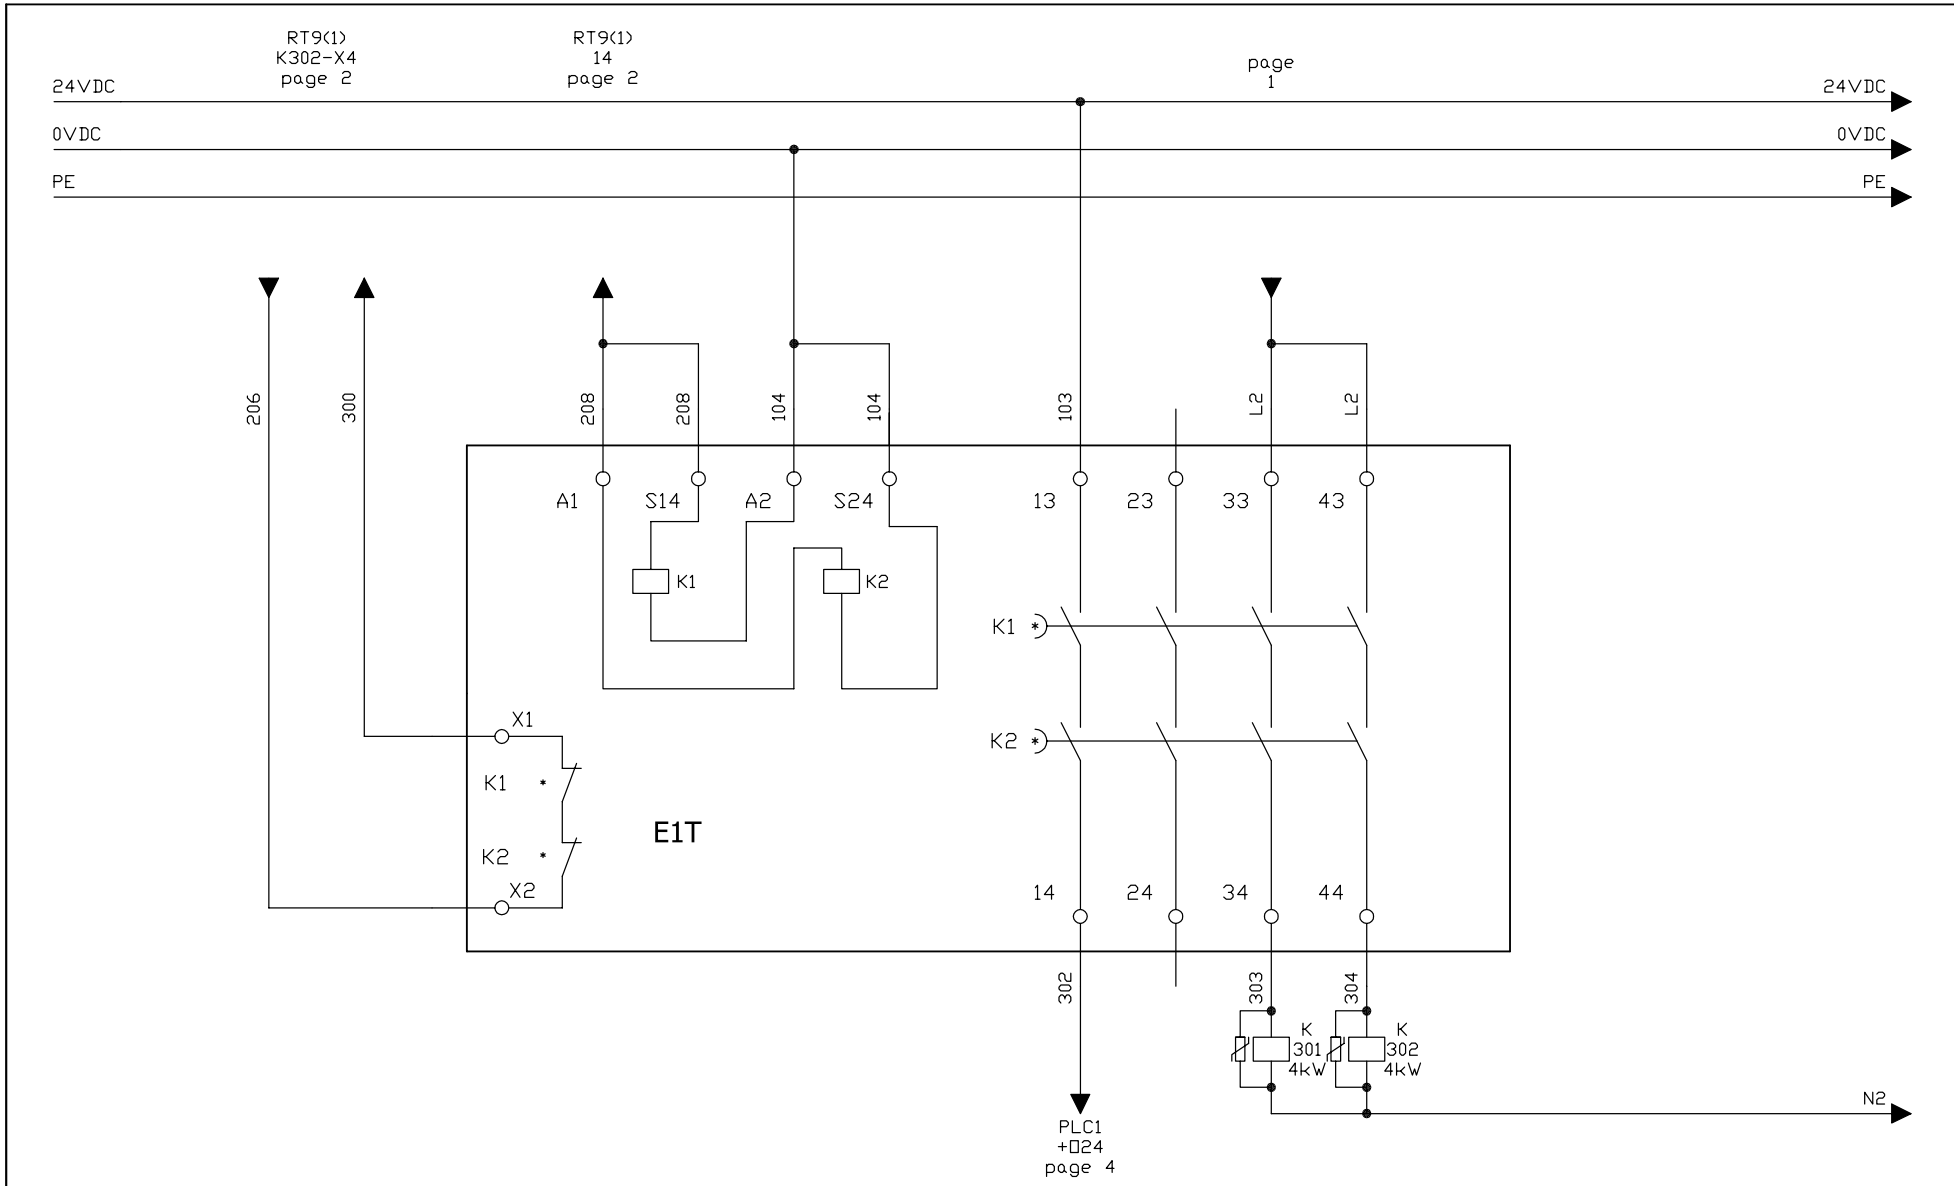 RT9(1)
K302-X4
page 2
RT9(1)
14
page 2
page
1
24VDC
24VDC
0VDC
0VDC
PE
PE
206
300
208
208
104
104
103
L2
L2
A1
S14
A2
S24
13
23
33
43
K1
K2
K1 *
K2 *
X1
K1 *
K2 *
X2
E1T
14
24
34
44
302
303
304
K
301
4kW
K
302
4kW
N2
PLC1
+□24
page 4